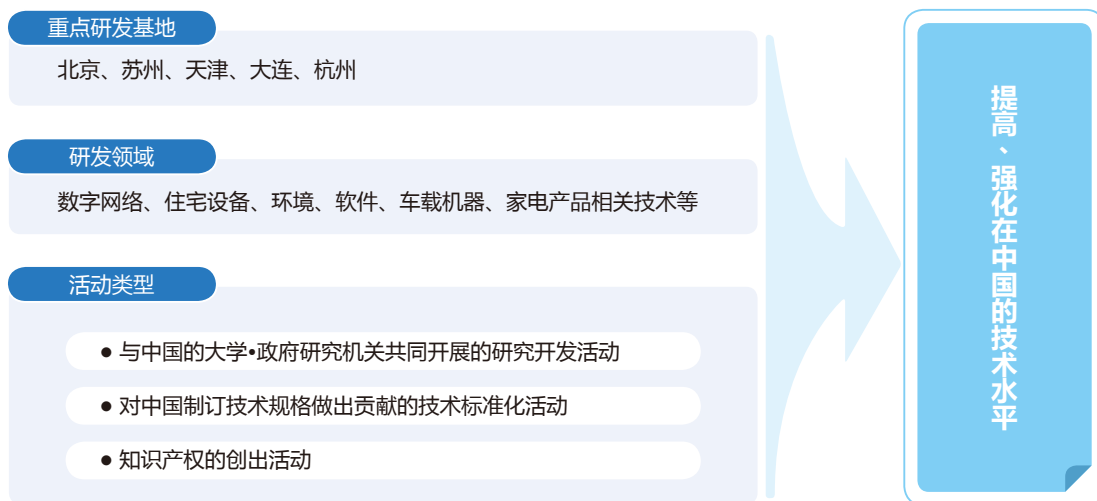 重点研发基地
北京、苏州、天津、大连、杭州
研发领域
数字网络、住宅设备、环境、软件、车载机器、家电产品相关技术等
活动类型
● 与中国的大学•政府研究机关共同开展的研究开发活动
● 对中国制订技术规格做出贡献的技术标准化活动
● 知识产权的创出活动
提高、强化在中国的技术水平